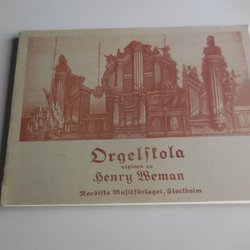 Orgelskola
utgiven av
Henry Weman
Nordiska Musikförlaget, Stockholm